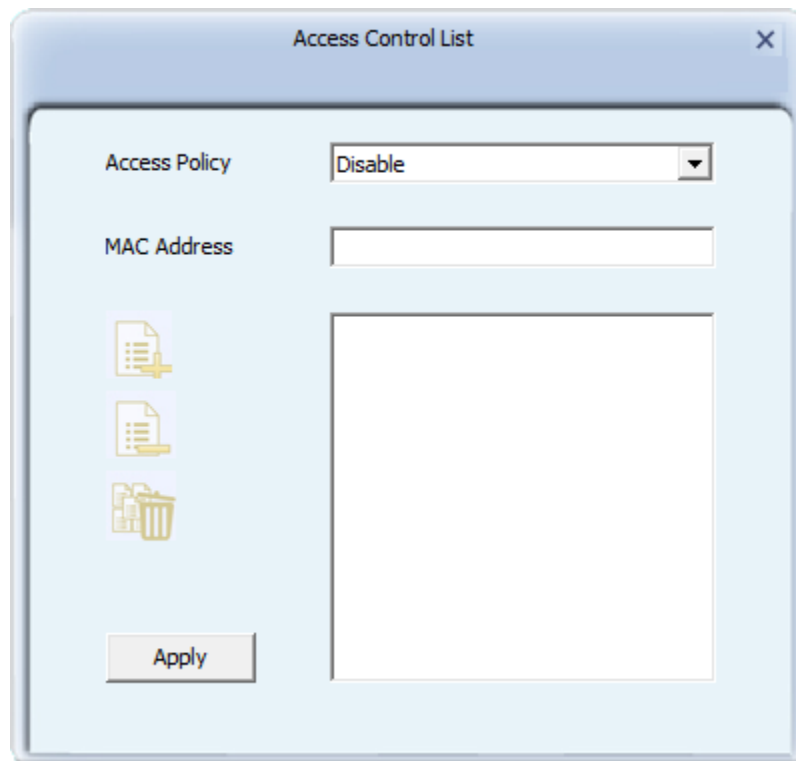 Access Control List
Access Policy
Disable
MAC Address
Apply